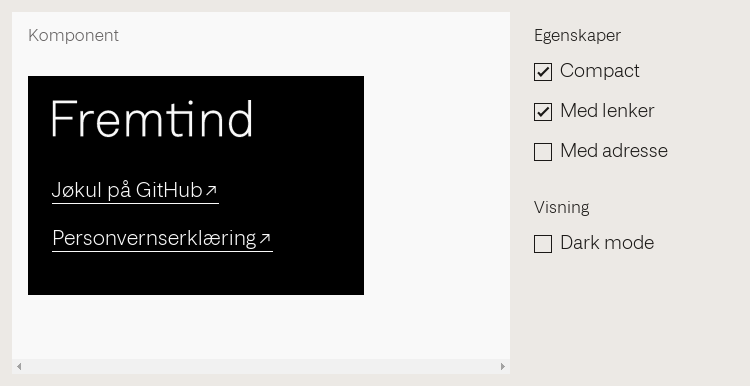 Komponent
Fremtind
Jøkul på GitHub↗
Personvernserklæring↗
Egenskaper
Compact
Med lenker
Med adresse
Visning
Dark mode